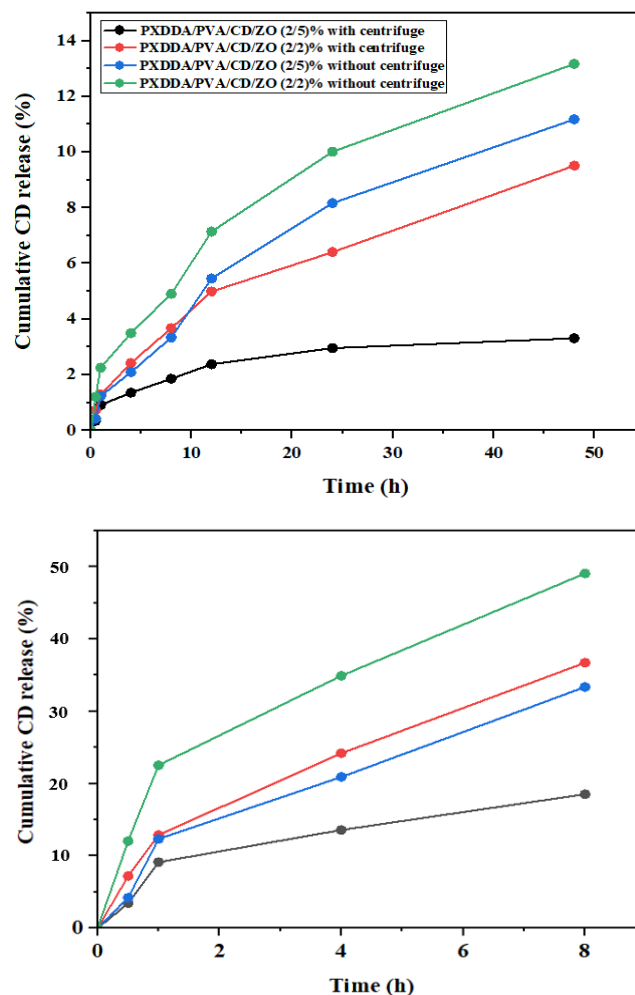 PXDDA/PVA/CD/ZO (2/5)% with centrifuge
PXDDA/PVA/CD/ZO (2/2)% with centrifuge
PXDDA/PVA/CD/ZO (2/5)% without centrifuge
PXDDA/PVA/CD/ZO (2/2)% without centrifuge
Cumulative CD release (%)
14
12
10
8
6
4
2
0
0 10 20 30 40 50
Time (h)
Cumulative CD release (%)
50
40
30
20
10
0
0 2 4 6 8
Time (h)